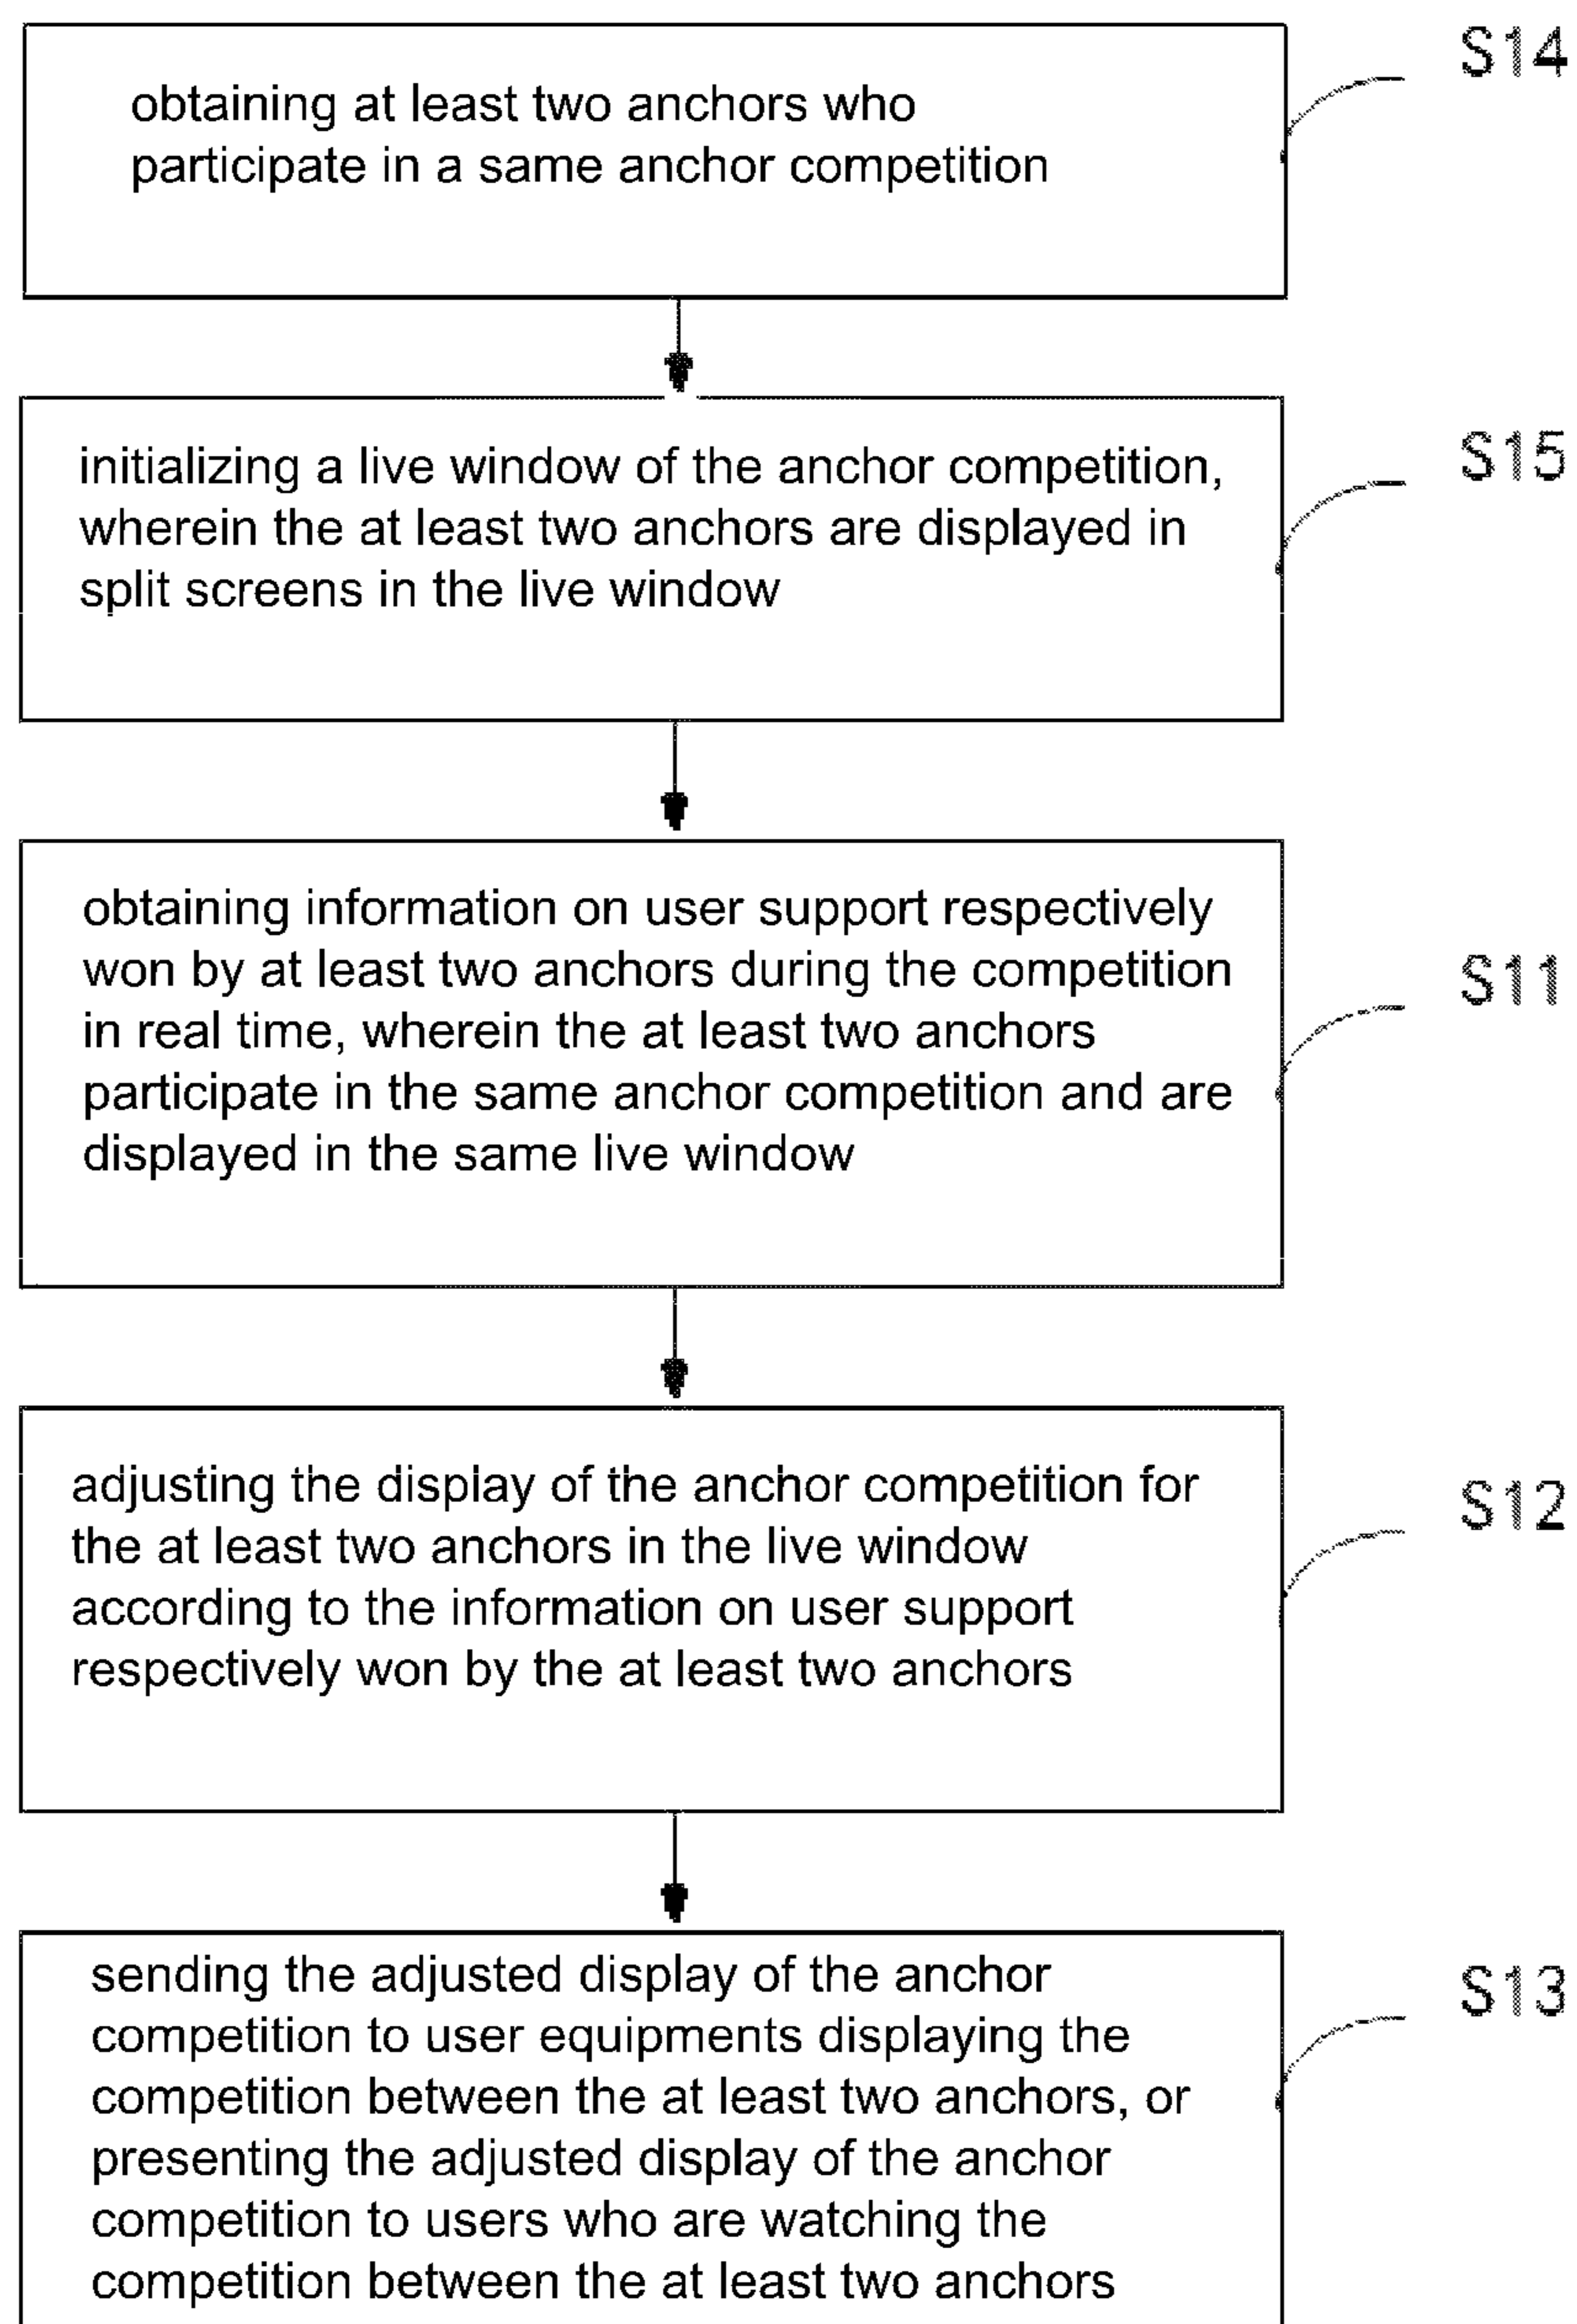 S14
obtaining at least two anchors who
participate in a same anchor competition
S15
initializing a live window of the anchor competition,
wherein the at least two anchors are displayed in
split screens in the live window
S11
obtaining information on user support respectively
won by at least two anchors during the competition
in real time, wherein the at least two anchors
participate in the same anchor competition and are
displayed in the same live window
S12
adjusting the display of the anchor competition for
the at least two anchors in the live window
according to the information on user support
respectively won by the at least two anchors
S13
sending the adjusted display of the anchor
competition to user equipments displaying the
competition between the at least two anchors, or
presenting the adjusted display of the anchor
competition to users who are watching the
competition between the at least two anchors